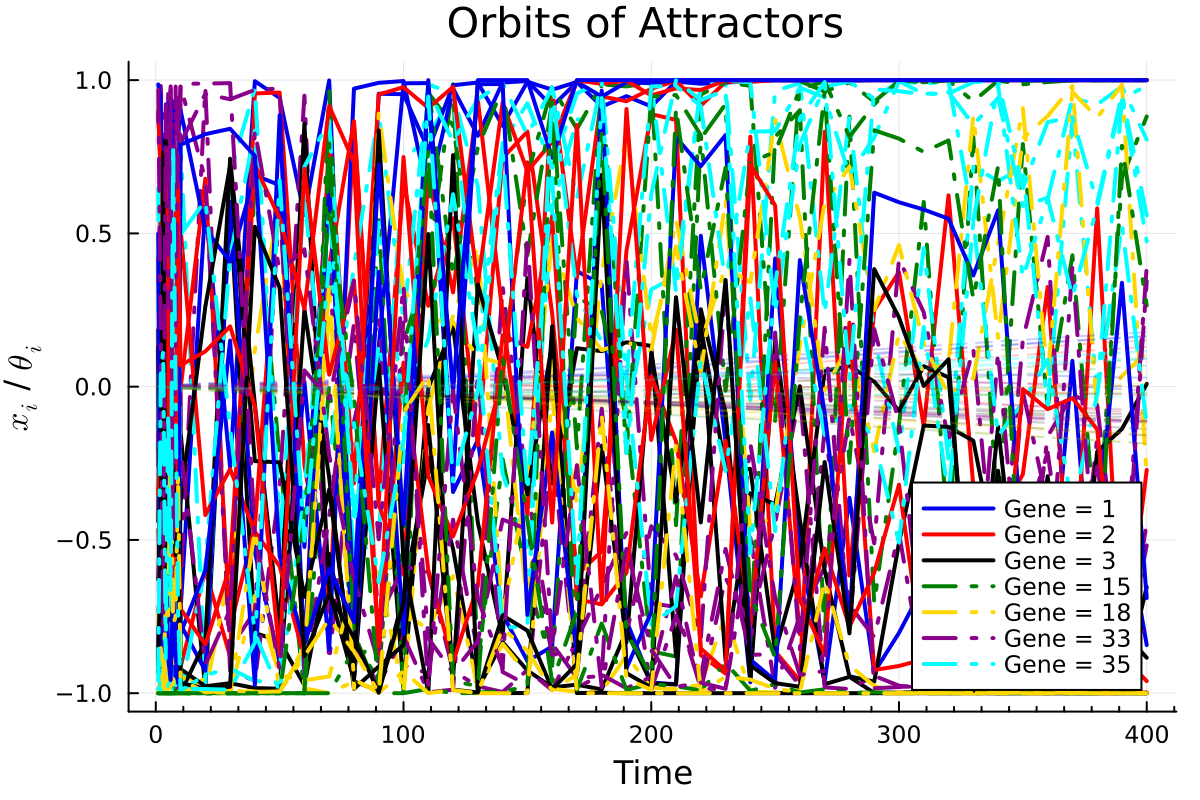 Orbits of Attractors
x_i / θ_i
1.0
0.5
0.0
−0.5
−1.0
0 100 200 300 400
Time
Gene = 1
Gene = 2
Gene = 3
Gene = 15
Gene = 18
Gene = 33
Gene = 35